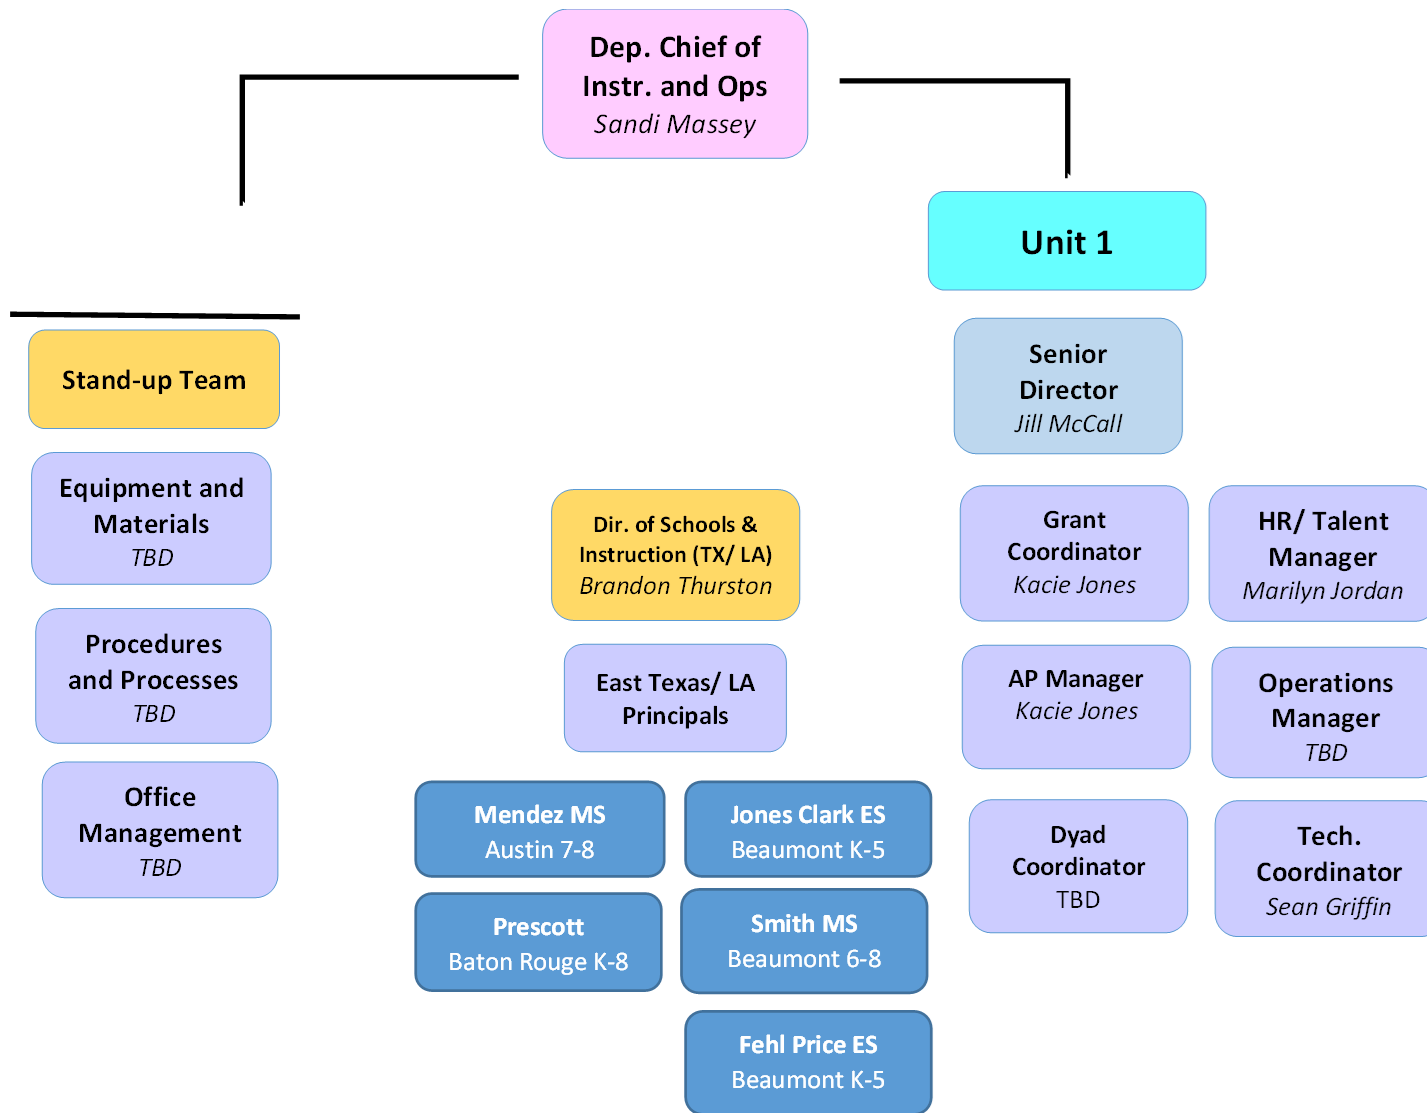 Dep. Chief of
Instr. and Ops
Sandi Massey
Unit 1
Stand-up Team
Equipment and
Materials
TBD
Procedures
and Processes
TBD
Office
Management
TBD
Dir. of Schools &
Instruction (TX/ LA)
Brandon Thurston
East Texas/ LA
Principals
Mendez MS
Austin 7-8
Jones Clark ES
Beaumont K-5
Prescott
Baton Rouge K-8
Smith MS
Beaumont 6-8
Fehl Price ES
Beaumont K-5
Senior
Director
Jill McCall
Grant
Coordinator
Kacie Jones
HR/ Talent
Manager
Marilyn Jordan
AP Manager
Kacie Jones
Operations
Manager
TBD
Dyad
Coordinator
TBD
Tech.
Coordinator
Sean Griffin